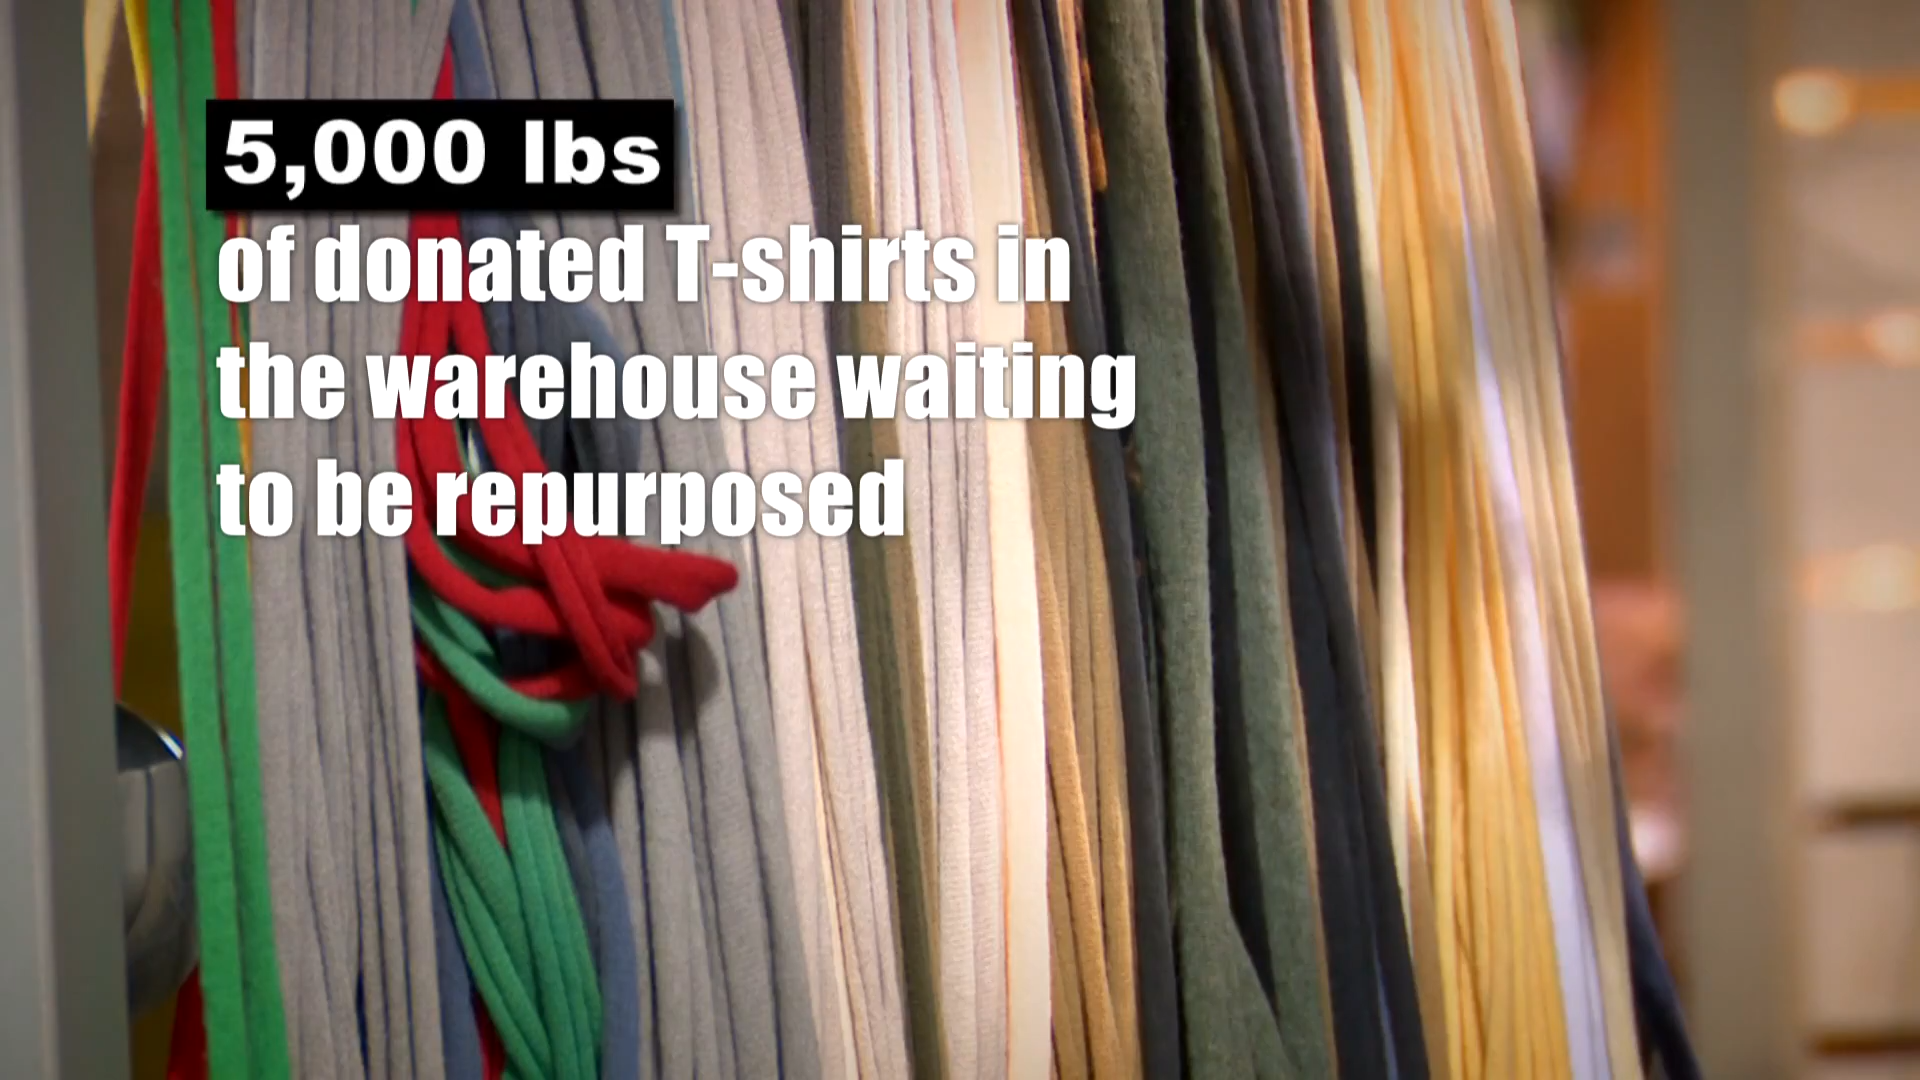 5,000 lbs
of donated T-shirts in
the warehouse waiting
to be repurposed